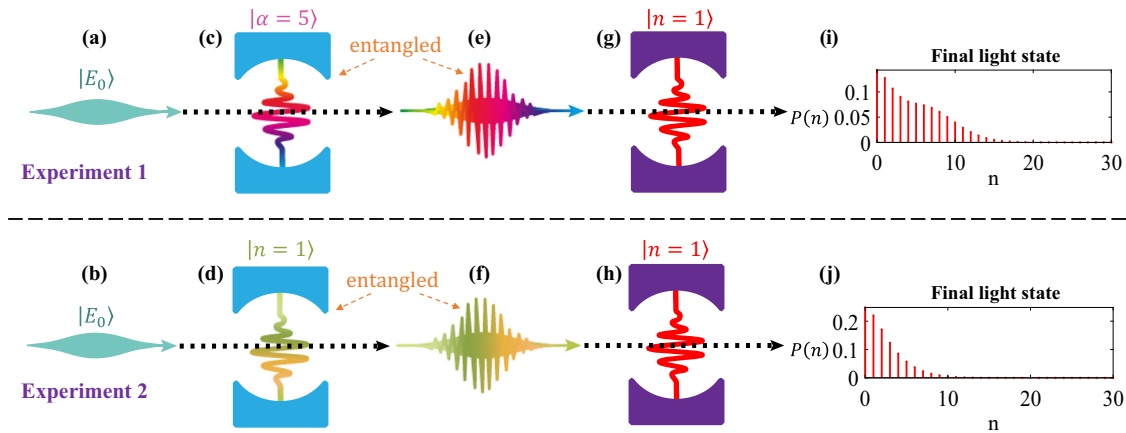 (a) (c) |α = 5⟩ (e) (g) |n = 1⟩ (i)
entangled
Final light state
|E₀⟩
0.1
P(n) 0.05
0
0 10 20 30
n
Experiment 1
(b) (d) |n = 1⟩ (f) (h) |n = 1⟩ (j)
entangled
Final light state
|E₀⟩
0.2
P(n) 0.1
0
0 10 20 30
n
Experiment 2